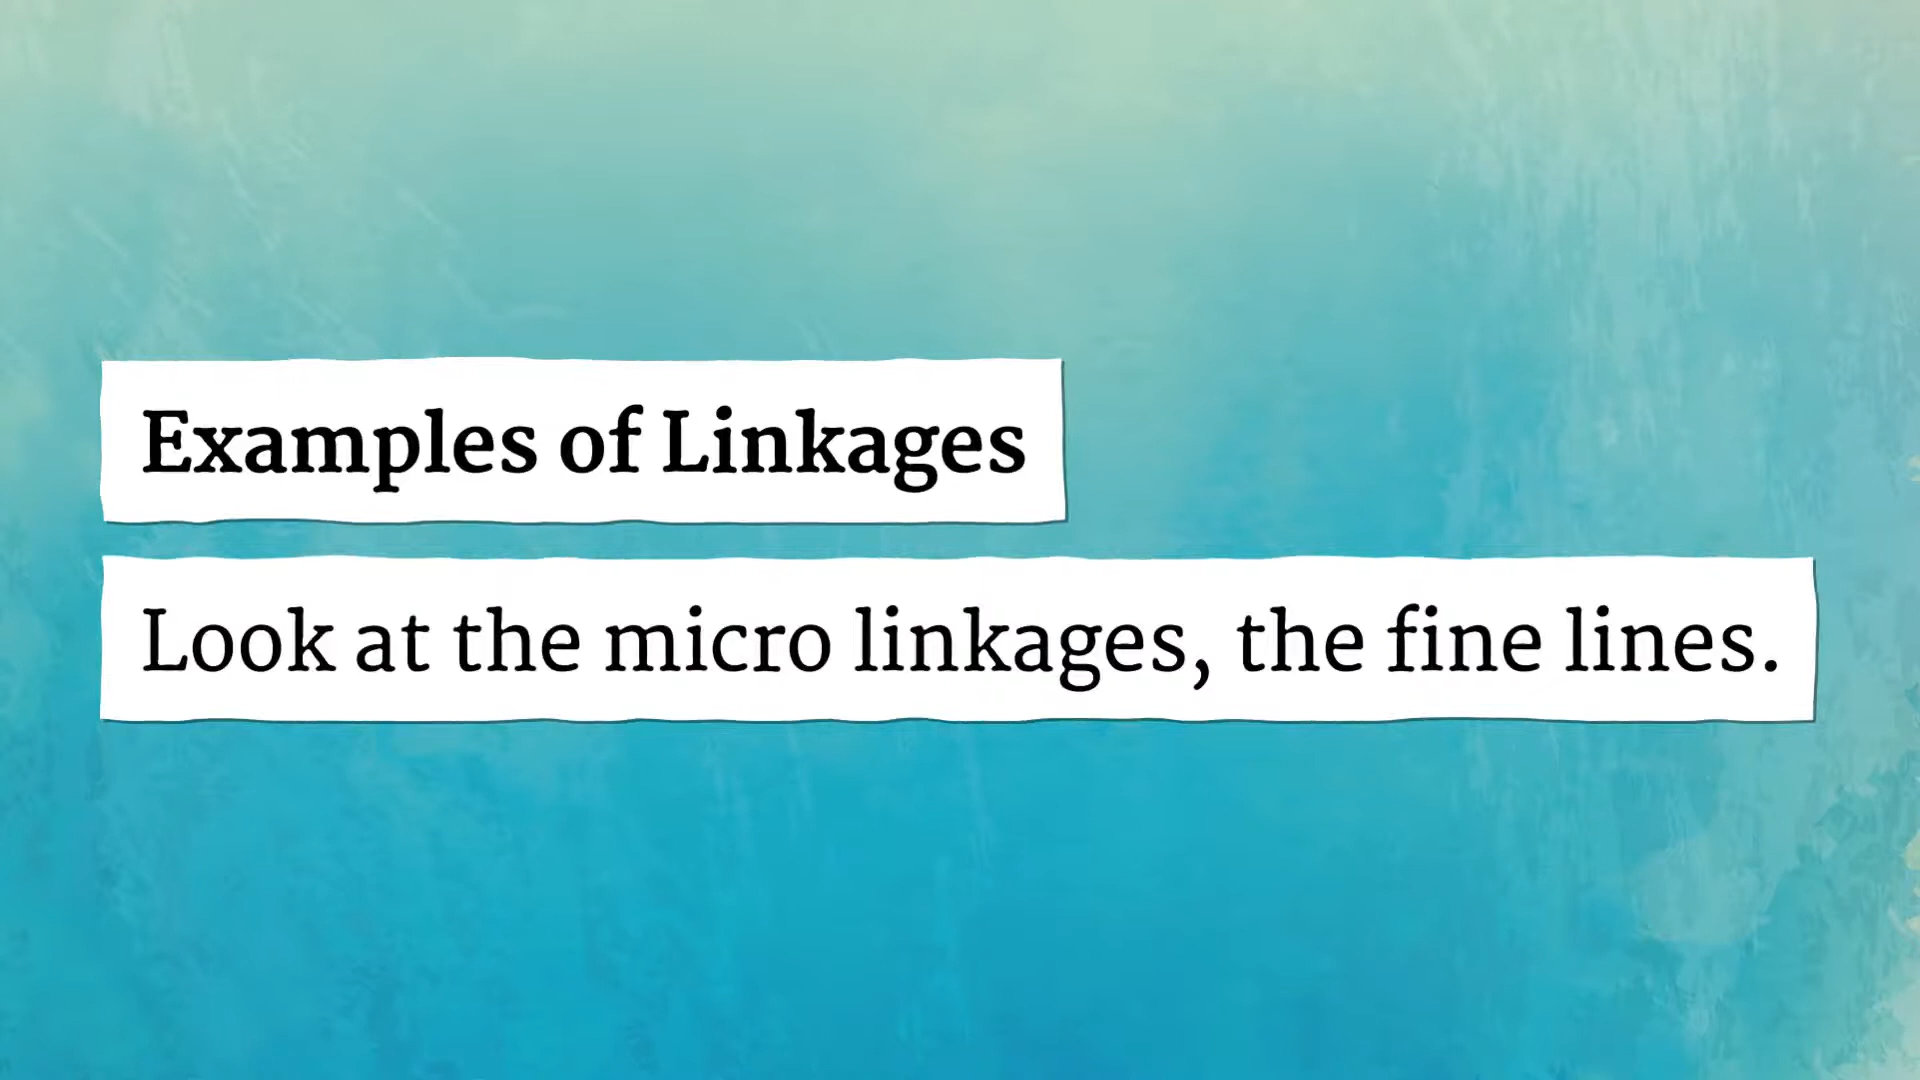 Examples of Linkages
Look at the micro linkages, the fine lines.